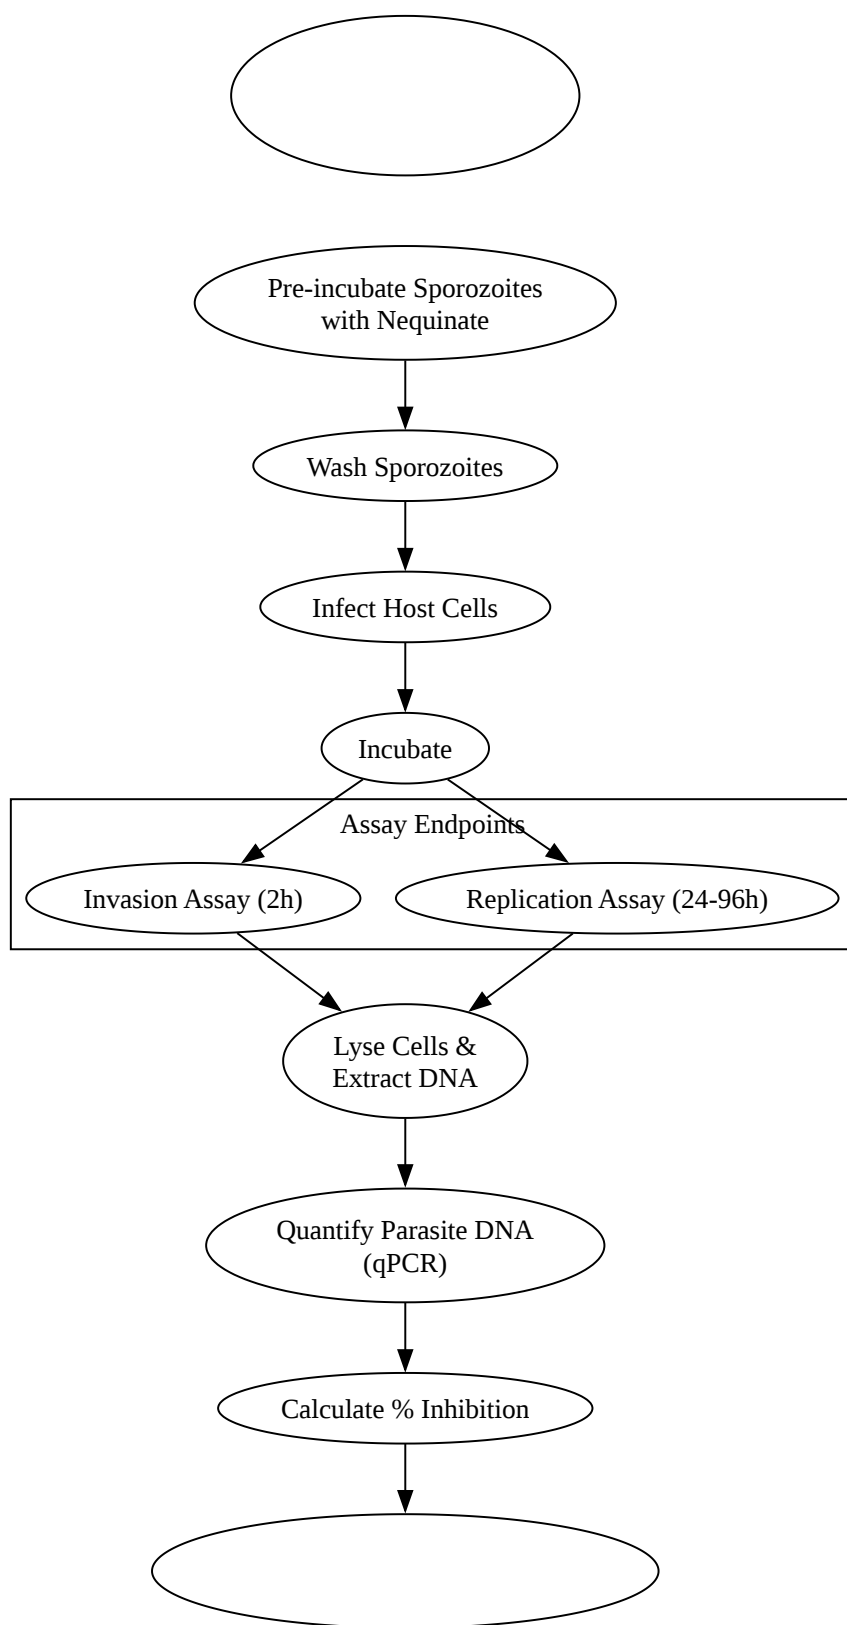 Pre-incubate Sporozoites
with Nequinate
Wash Sporozoites
Infect Host Cells
Incubate
Assay Endpoints
Invasion Assay (2h)
Replication Assay (24-96h)
Lyse Cells &
Extract DNA
Quantify Parasite DNA
(qPCR)
Calculate % Inhibition